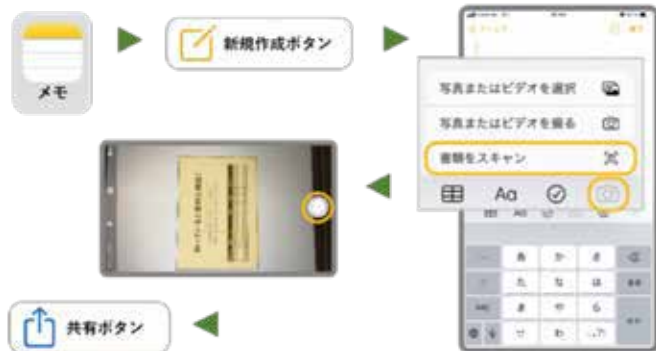 メモ
新規作成ボタン
写真またはビデオを選択
写真またはビデオを撮る
書類をスキャン
Aa
あ
か
さ
た
な
は
ま
や
ら
わ
共有ボタン